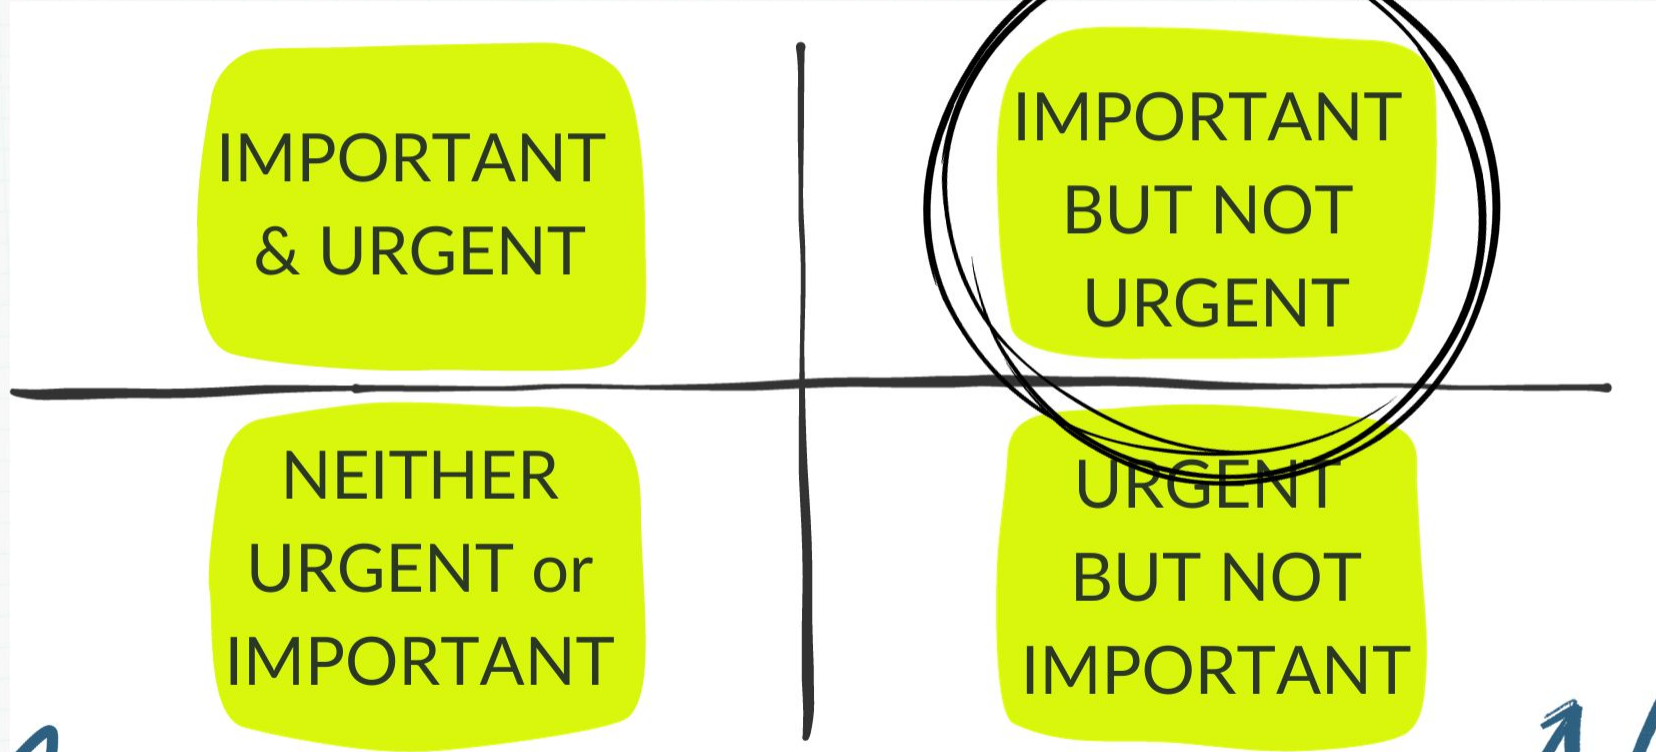 IMPORTANT
& URGENT
IMPORTANT
BUT NOT
URGENT
NEITHER
URGENT or
IMPORTANT
URGENT
BUT NOT
IMPORTANT